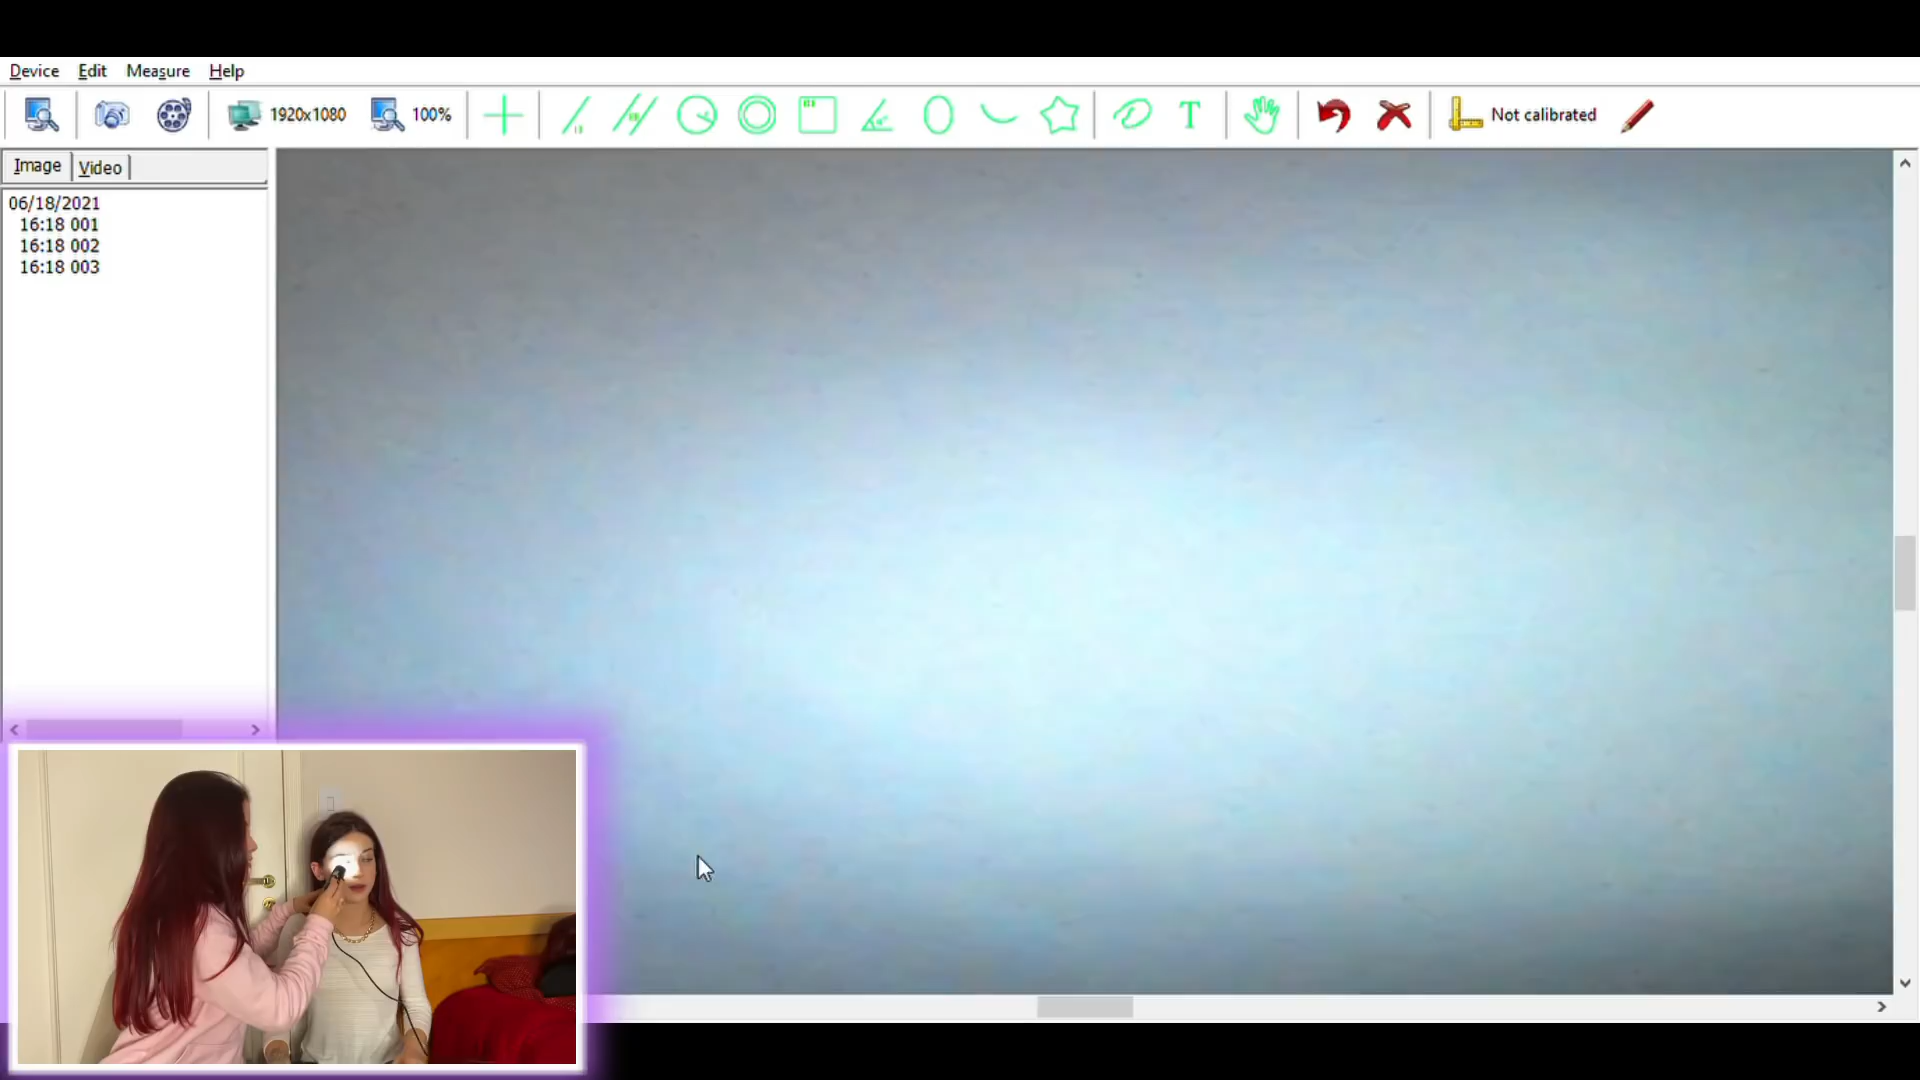 Device Edit Measure Help
1920x1080 100% T Not calibrated
Image Video
06/18/2021
16:18 001
16:18 002
16:18 003